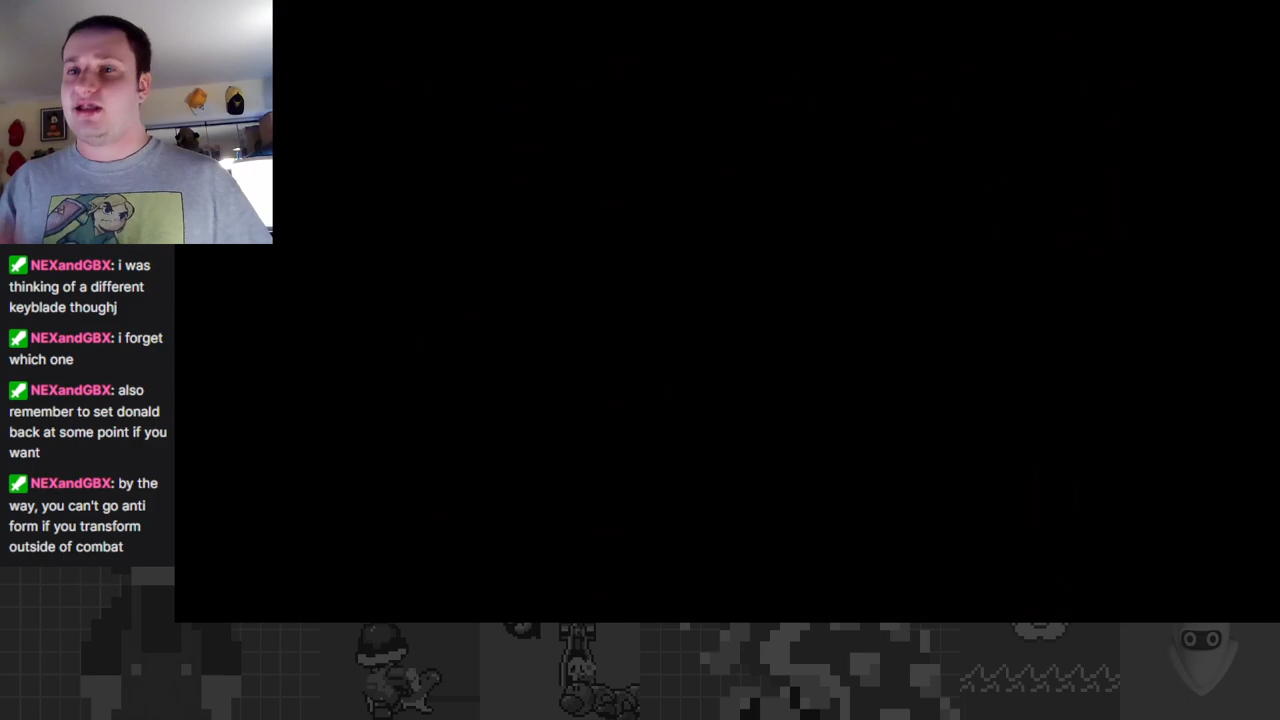 NEXandGBX: i was
thinking of a different
keyblade thoughj
NEXandGBX: i forget
which one
NEXandGBX: also
remember to set donald
back at some point if you
want
NEXandGBX: by the
way, you can't go anti
form if you transform
outside of combat